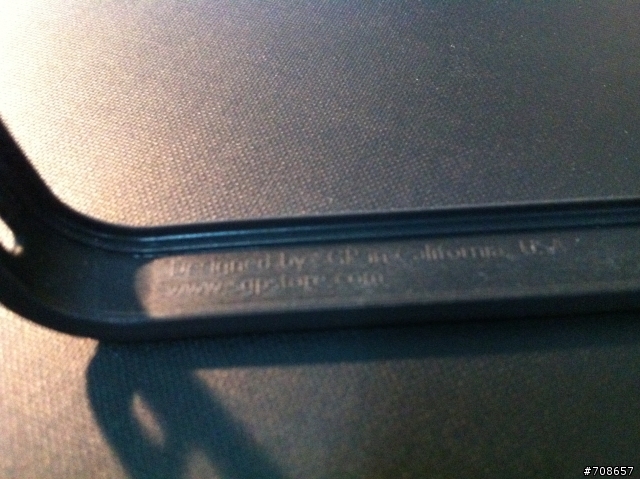 Designed by SGP in California, USA
www.sgpstore.com
#708657